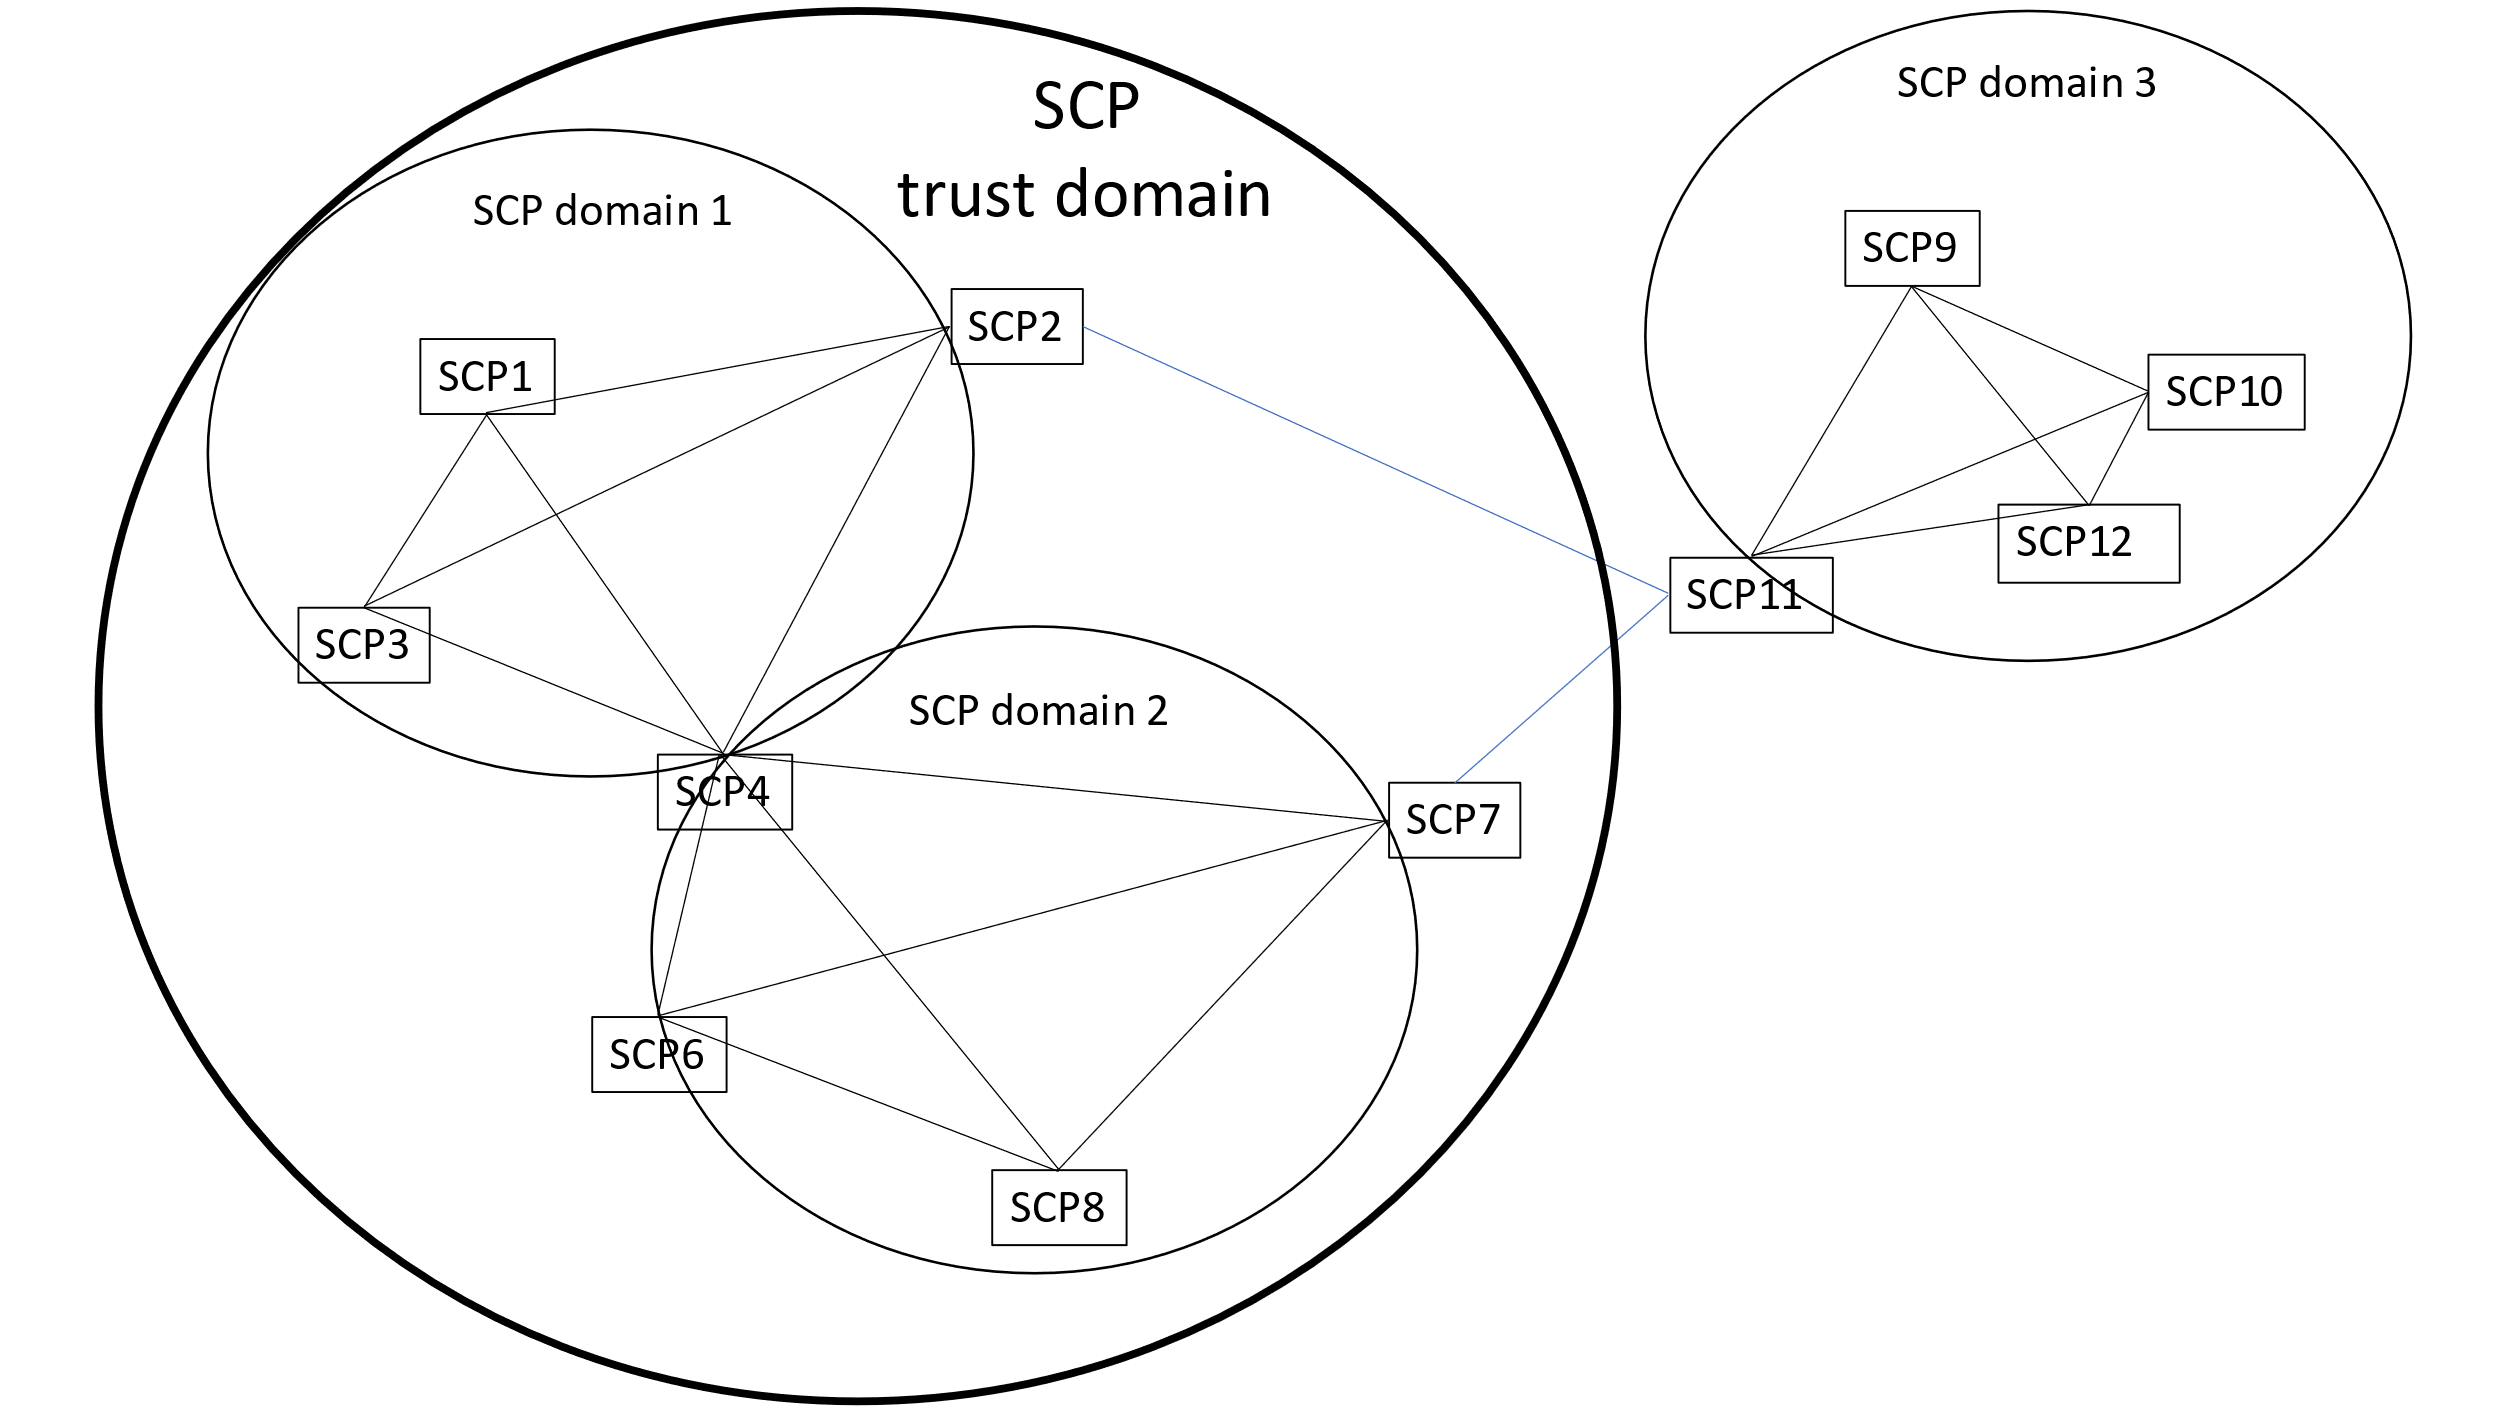 SCP
trust domain
SCP domain 3
SCP domain 1
SCP9
SCP2
SCP1
SCP10
SCP12
SCP11
SCP3
SCP domain 2
SCP4
SCP7
SCP6
SCP8